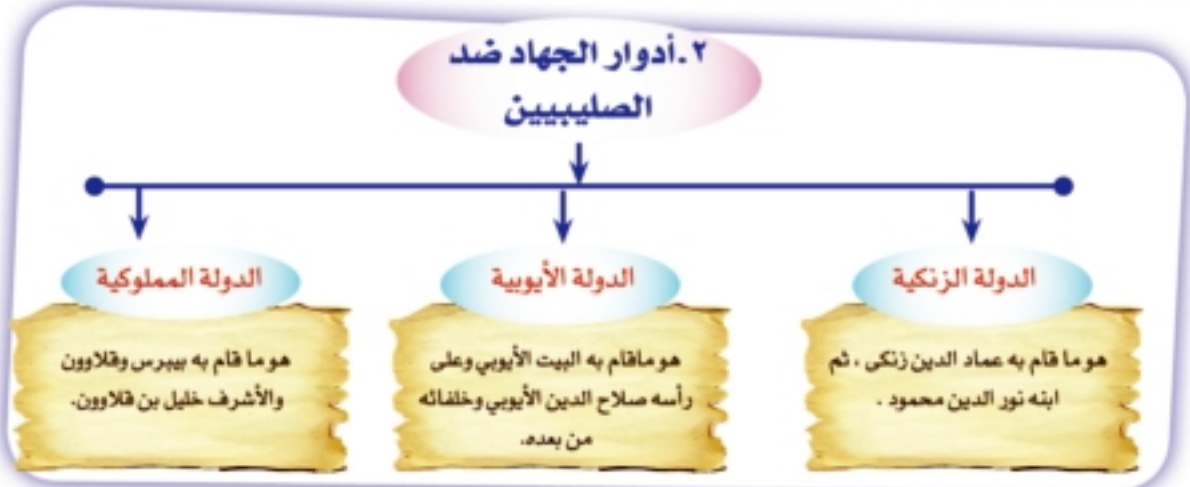 ٢.أدوار الجهاد ضد
الصليبيين
الدولة الزنكية
هو ما قام به عماد الدين زنكى ، ثم
ابنه نور الدين محمود .
الدولة الأيوبية
هو ماقام به البيت الأيوبي وعلى
رأسه صلاح الدين الأيوبي وخلفائه
من بعده.
الدولة المملوكية
هو ما قام به بيبرس وقلاوون
والأشرف خليل بن قلاوون.